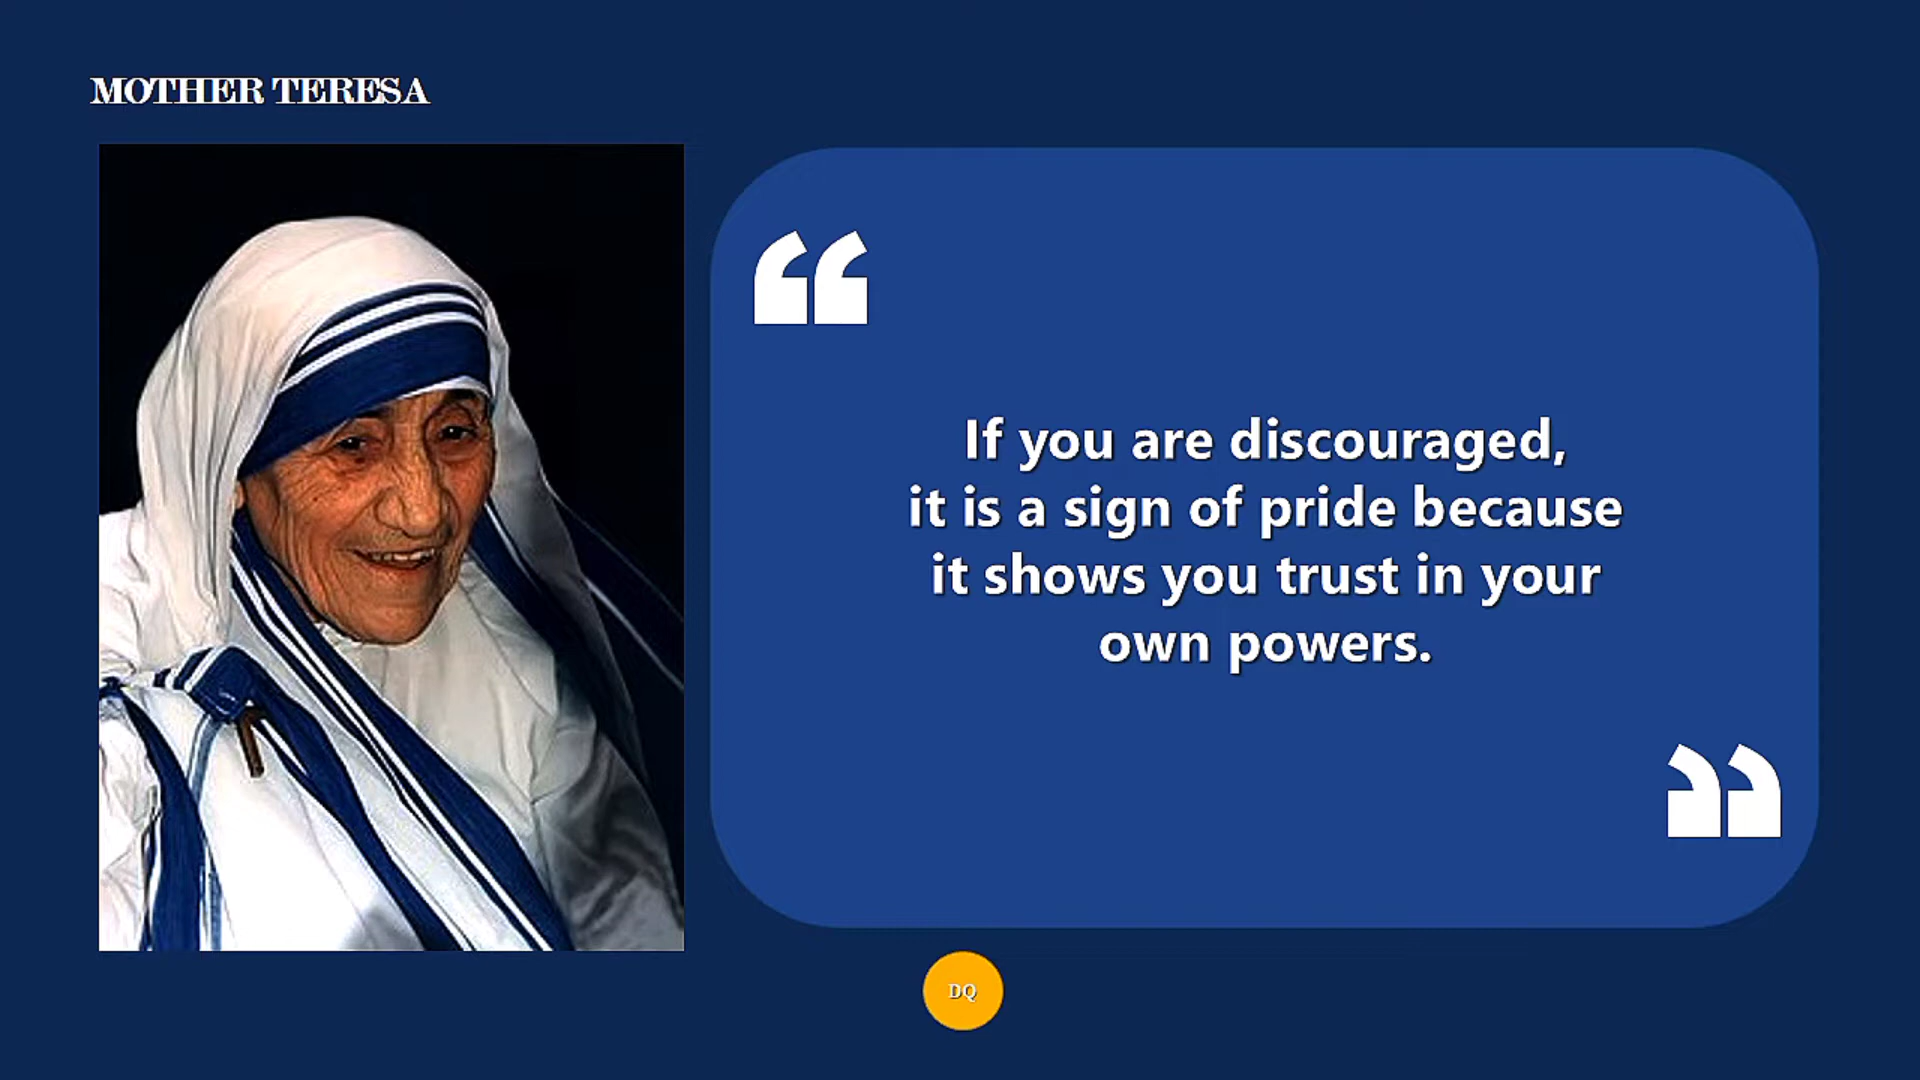 MOTHER TERESA
“
If you are discouraged,
it is a sign of pride because
it shows you trust in your
own powers.
”
DQ